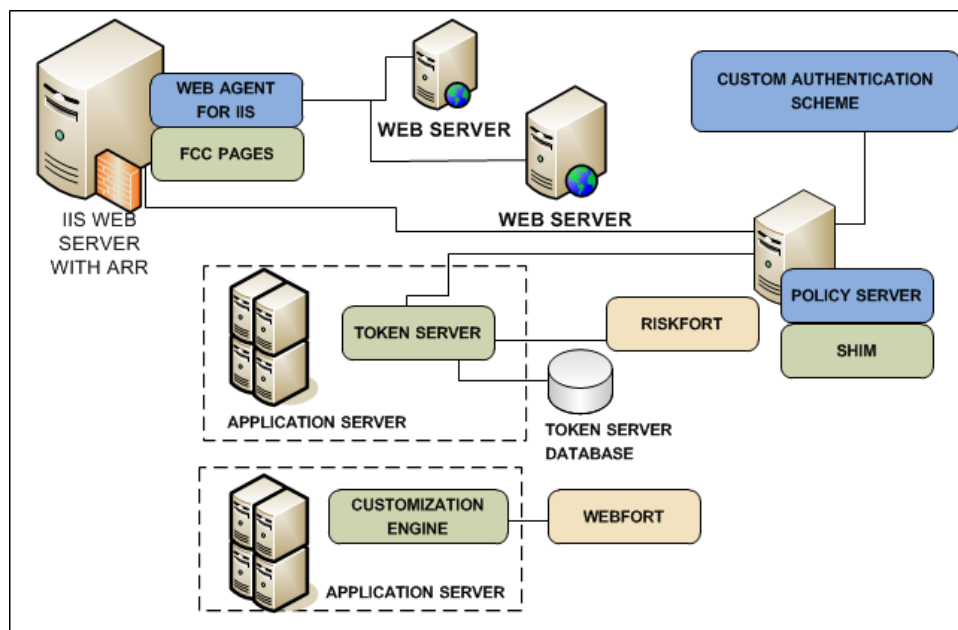 WEB AGENT
FOR IIS
FCC PAGES
IIS WEB
SERVER
WITH ARR
WEB SERVER
WEB SERVER
CUSTOM AUTHENTICATION
SCHEME
POLICY SERVER
SHIM
TOKEN SERVER
RISKFORT
APPLICATION SERVER
TOKEN SERVER
DATABASE
CUSTOMIZATION
ENGINE
WEBFORT
APPLICATION SERVER